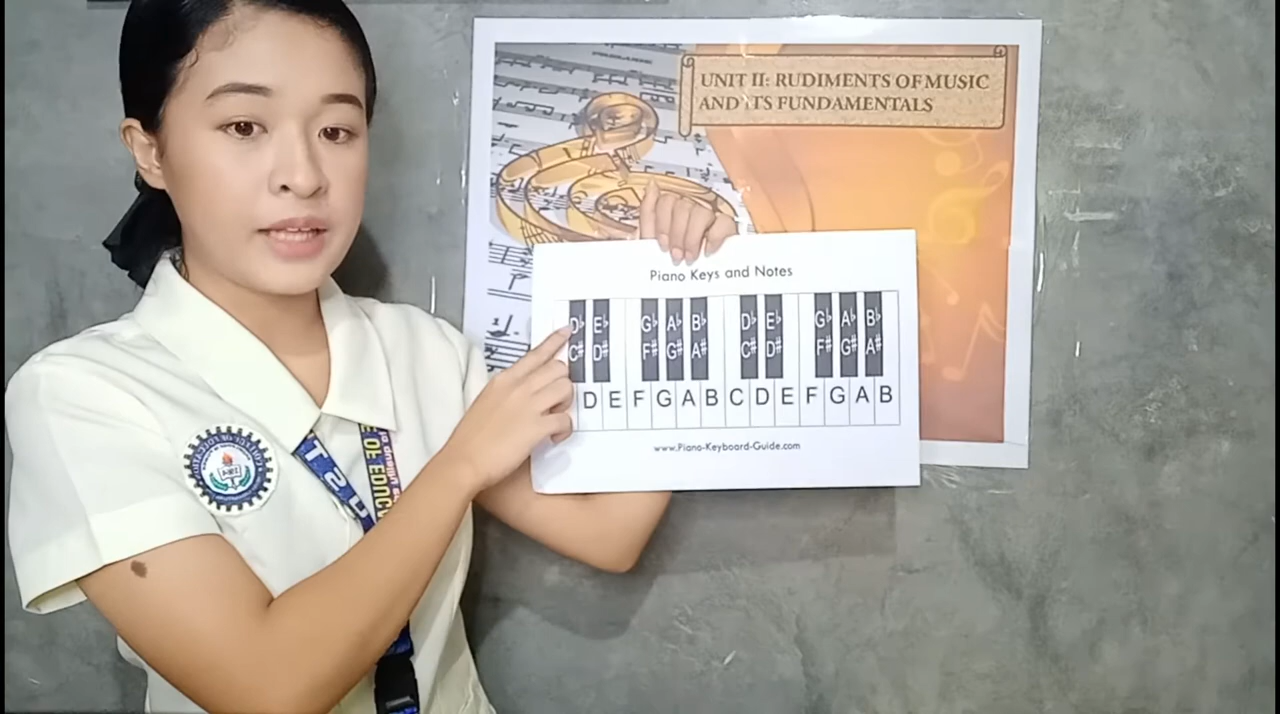 UNIT II: RUDIMENTS OF MUSIC
AND ITS FUNDAMENTALS
Piano Keys and Notes
D♭ E♭ G♭ A♭ B♭ D♭ E♭ G♭ A♭ B♭
C# D# F# G# A# C# D# F# G# A#
D E F G A B C D E F G A B
www.Piano-Keyboard-Guide.com